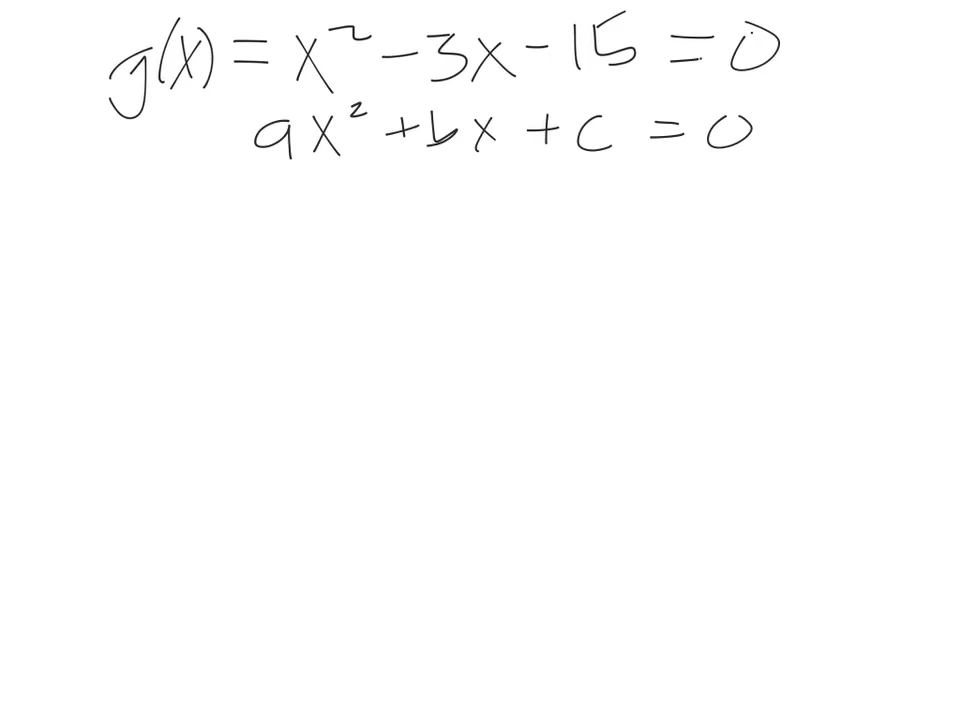 g(x) = x² - 3x - 15 = 0
ax² + bx + c = 0